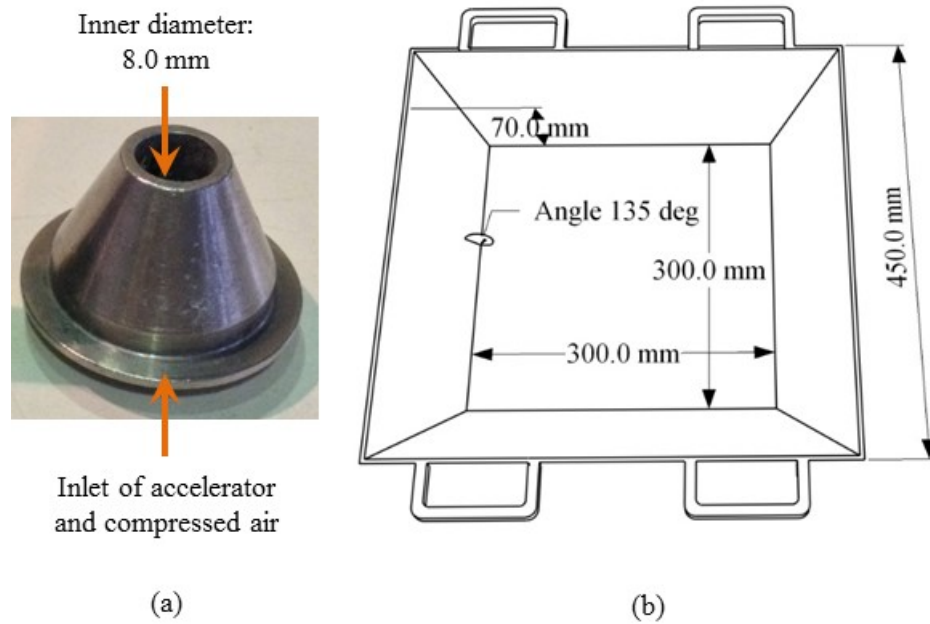 Inner diameter:
8.0 mm
Inlet of accelerator
and compressed air
(a)
70.0 mm
Angle 135 deg
300.0 mm
300.0 mm
450.0 mm
(b)